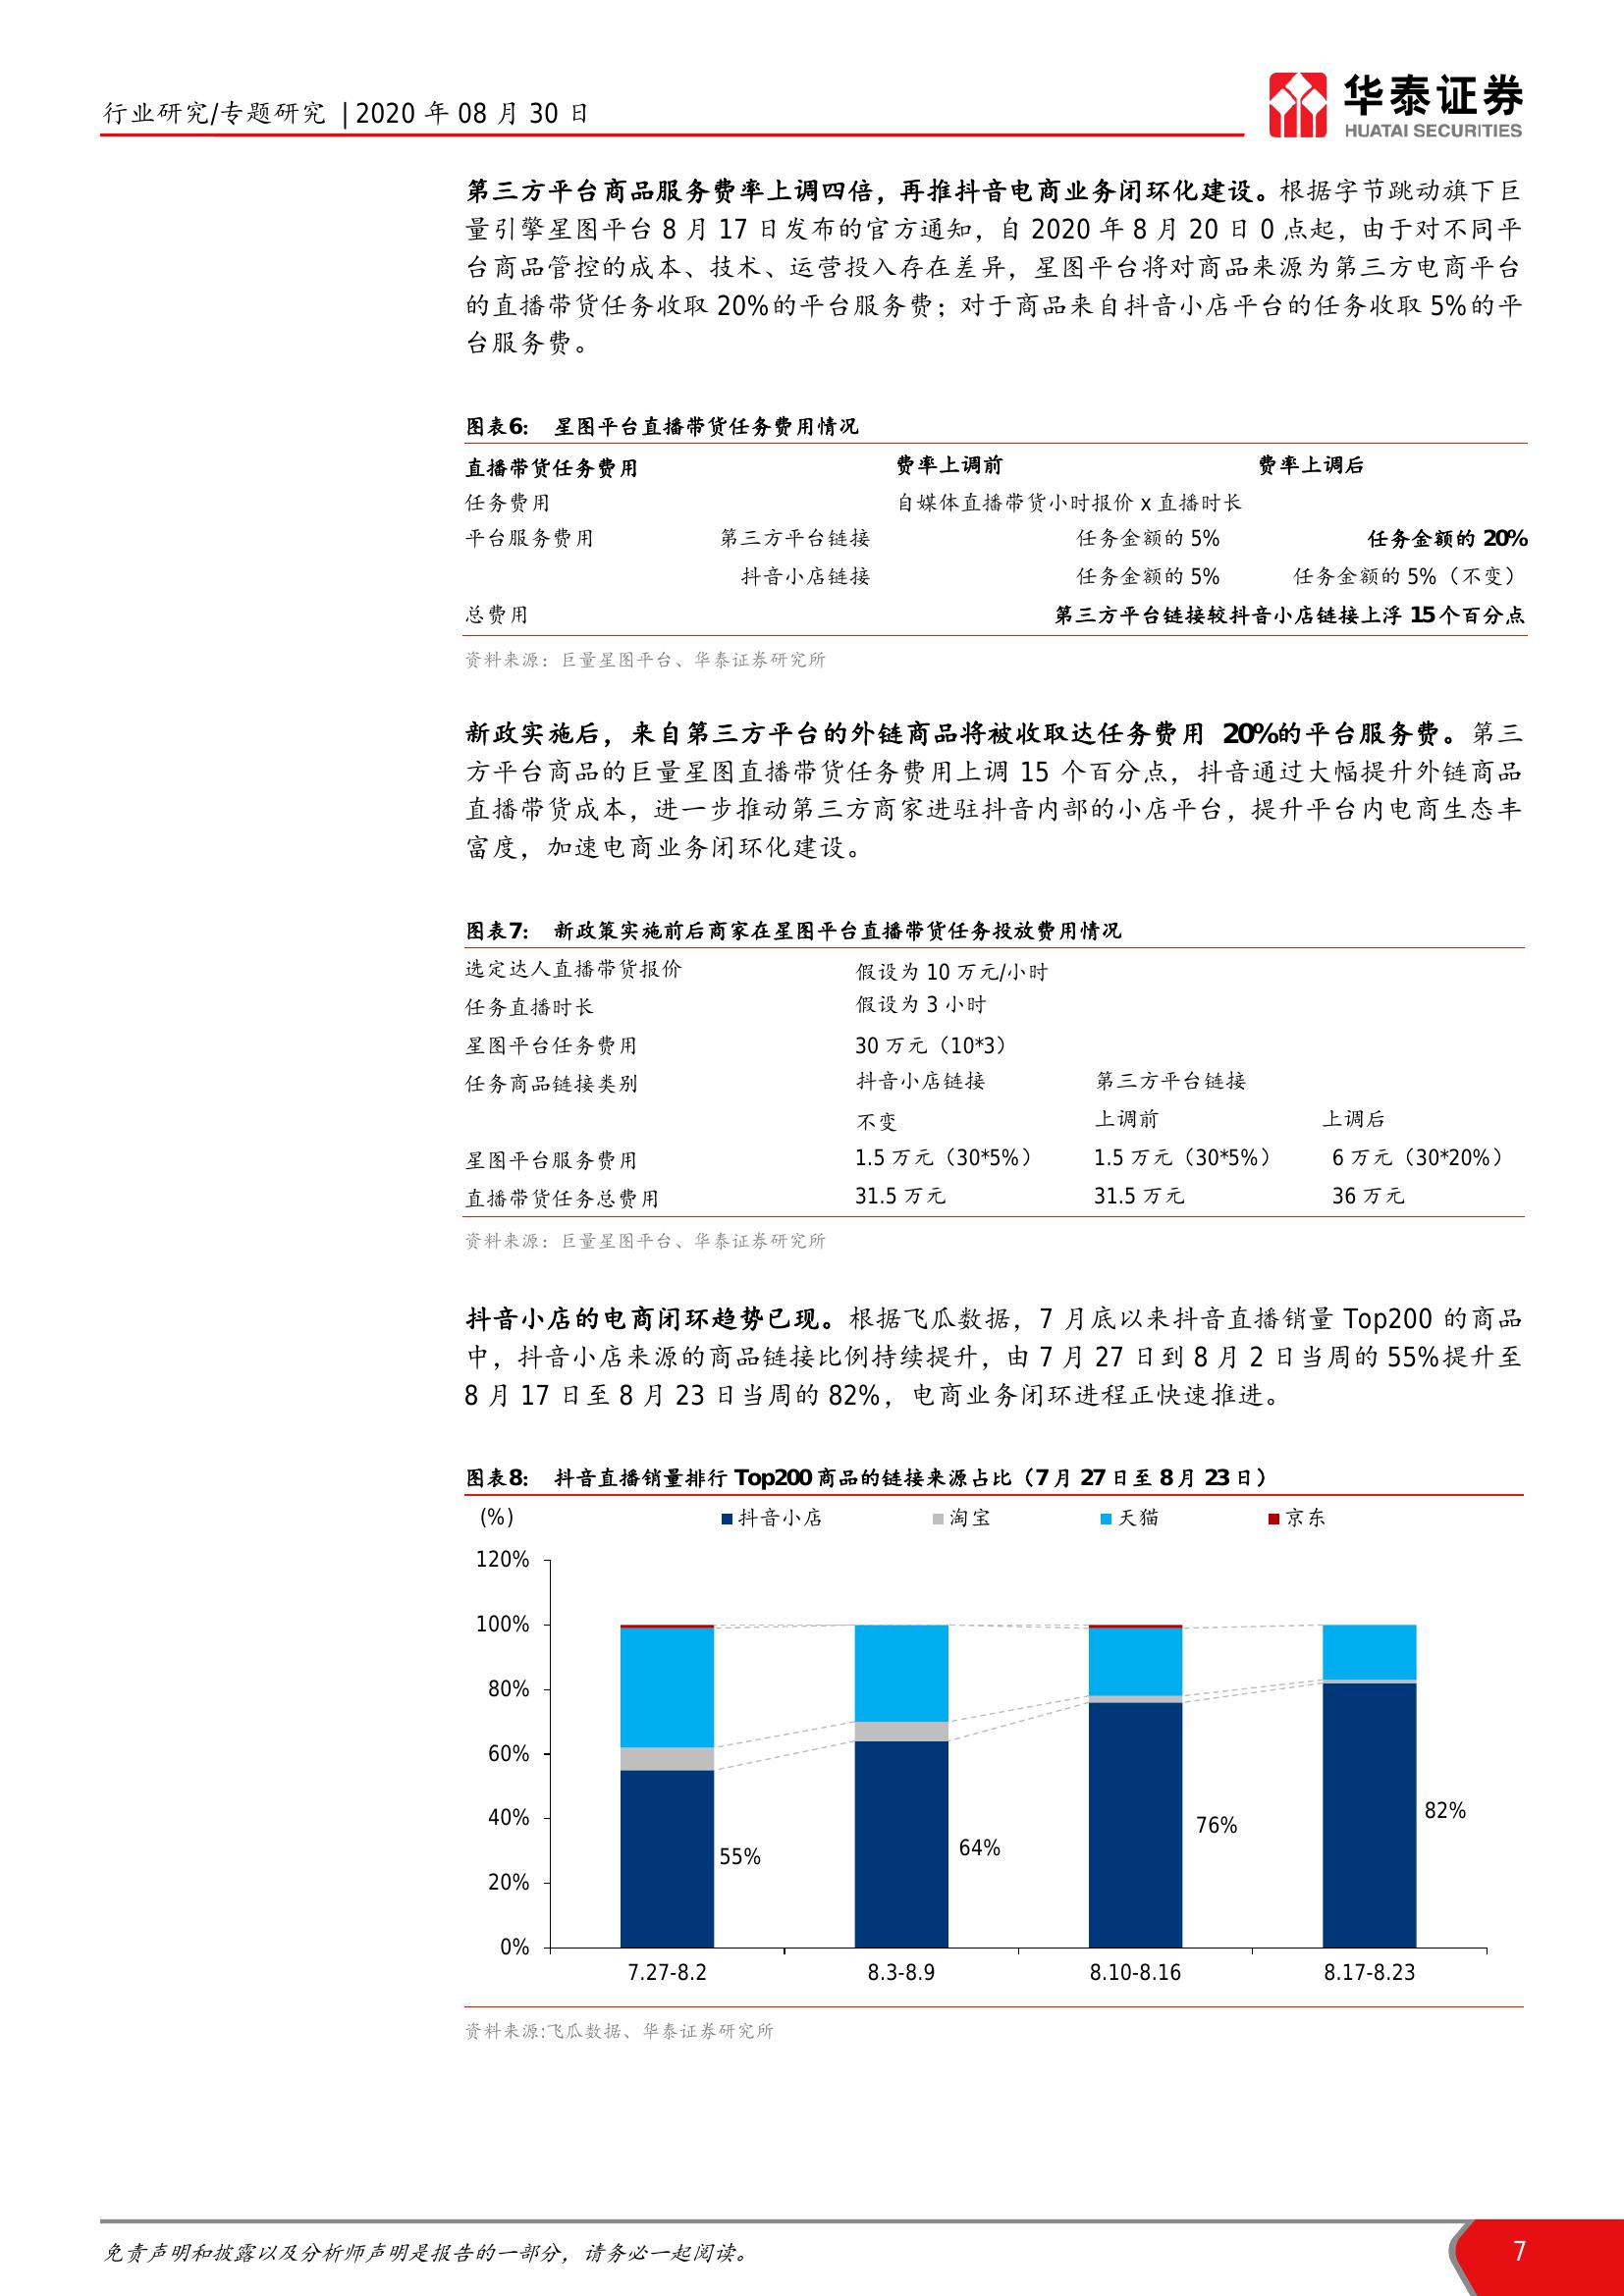 行业研究/专题研究 | 2020 年 08 月 30 日
华泰证券
HUATAI SECURITIES
第三方平台商品服务费率上调四倍，再推抖音电商业务闭环化建设。根据字节跳动旗下巨
量引擎星图平台 8 月 17 日发布的官方通知，自 2020 年 8 月 20 日 0 点起，由于对不同平
台商品管控的成本、技术、运营投入存在差异，星图平台将对商品来源为第三方电商平台
的直播带货任务收取 20%的平台服务费；对于商品来自抖音小店平台的任务收取 5%的平
台服务费。
图表6： 星图平台直播带货任务费用情况
直播带货任务费用 费率上调前 费率上调后
任务费用 自媒体直播带货小时报价 x 直播时长
平台服务费用 第三方平台链接 任务金额的 5% 任务金额的 20%
抖音小店链接 任务金额的 5% 任务金额的 5%（不变）
总费用 第三方平台链接较抖音小店链接上浮 15 个百分点
资料来源：巨量星图平台、华泰证券研究所
新政实施后，来自第三方平台的外链商品将被收取达任务费用 20%的平台服务费。第三
方平台商品的巨量星图直播带货任务费用上调 15 个百分点，抖音通过大幅提升外链商品
直播带货成本，进一步推动第三方商家进驻抖音内部的小店平台，提升平台内电商生态丰
富度，加速电商业务闭环化建设。
图表7： 新政策实施前后商家在星图平台直播带货任务投放费用情况
选定达人直播带货报价 假设为 10 万元/小时
任务直播时长 假设为 3 小时
星图平台任务费用 30 万元（10*3）
任务商品链接类别 抖音小店链接 第三方平台链接
不变 上调前 上调后
星图平台服务费用 1.5 万元（30*5%） 1.5 万元（30*5%） 6 万元（30*20%）
直播带货任务总费用 31.5 万元 31.5 万元 36 万元
资料来源：巨量星图平台、华泰证券研究所
抖音小店的电商闭环趋势已现。根据飞瓜数据，7 月底以来抖音直播销量 Top200 的商品
中，抖音小店来源的商品链接比例持续提升，由 7 月 27 日到 8 月 2 日当周的 55%提升至
8 月 17 日至 8 月 23 日当周的 82%，电商业务闭环进程正快速推进。
图表8： 抖音直播销量排行 Top200 商品的链接来源占比（7 月 27 日至 8 月 23 日）
(%) 抖音小店 淘宝 天猫 京东
120%
100%
80%
60%
40%
20%
0%
55%
64%
76%
82%
7.27-8.2 8.3-8.9 8.10-8.16 8.17-8.23
资料来源:飞瓜数据、华泰证券研究所
免责声明和披露以及分析师声明是报告的一部分，请务必一起阅读。 7